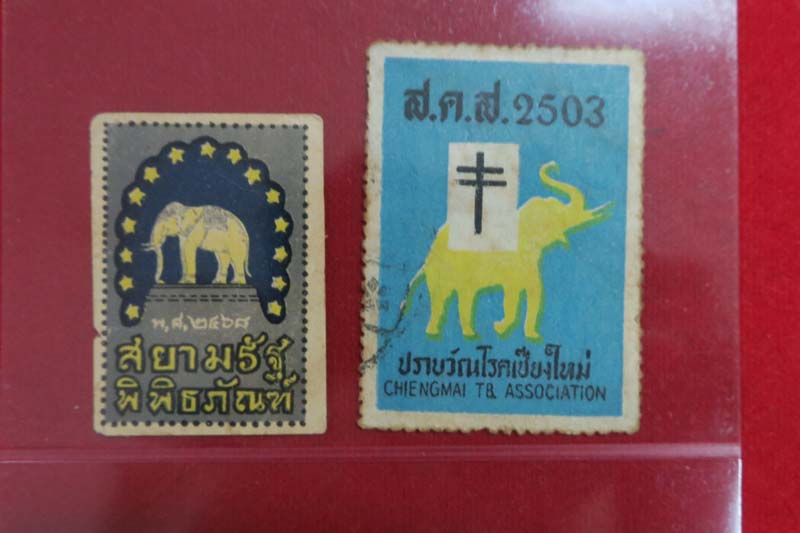 พ,ศ,๒๔๖๘
สยามรัฐ
พิพิธภัณฑ์
ส.ค.ส. 2503
ปราบวัณโรคเชียงใหม่
CHIENGMAI TB ASSOCIATION